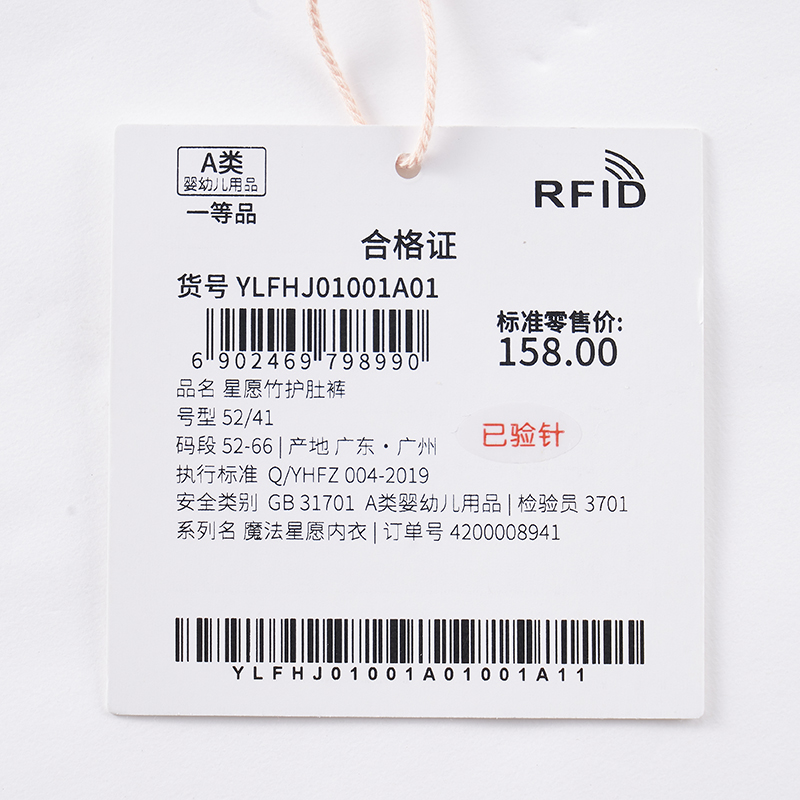 A类
婴幼儿用品
一等品
RFID
合格证
货号 YLFHJ01001A01
6 902469 798990
标准零售价:
158.00
品名 星愿竹护肚裤
号型 52/41
码段 52-66 | 产地 广东·广州
已验针
执行标准 Q/YHFZ 004-2019
安全类别 GB 31701 A类婴幼儿用品 | 检验员 3701
系列名 魔法星愿内衣 | 订单号 4200008941
YLFHJ01001A01001A11